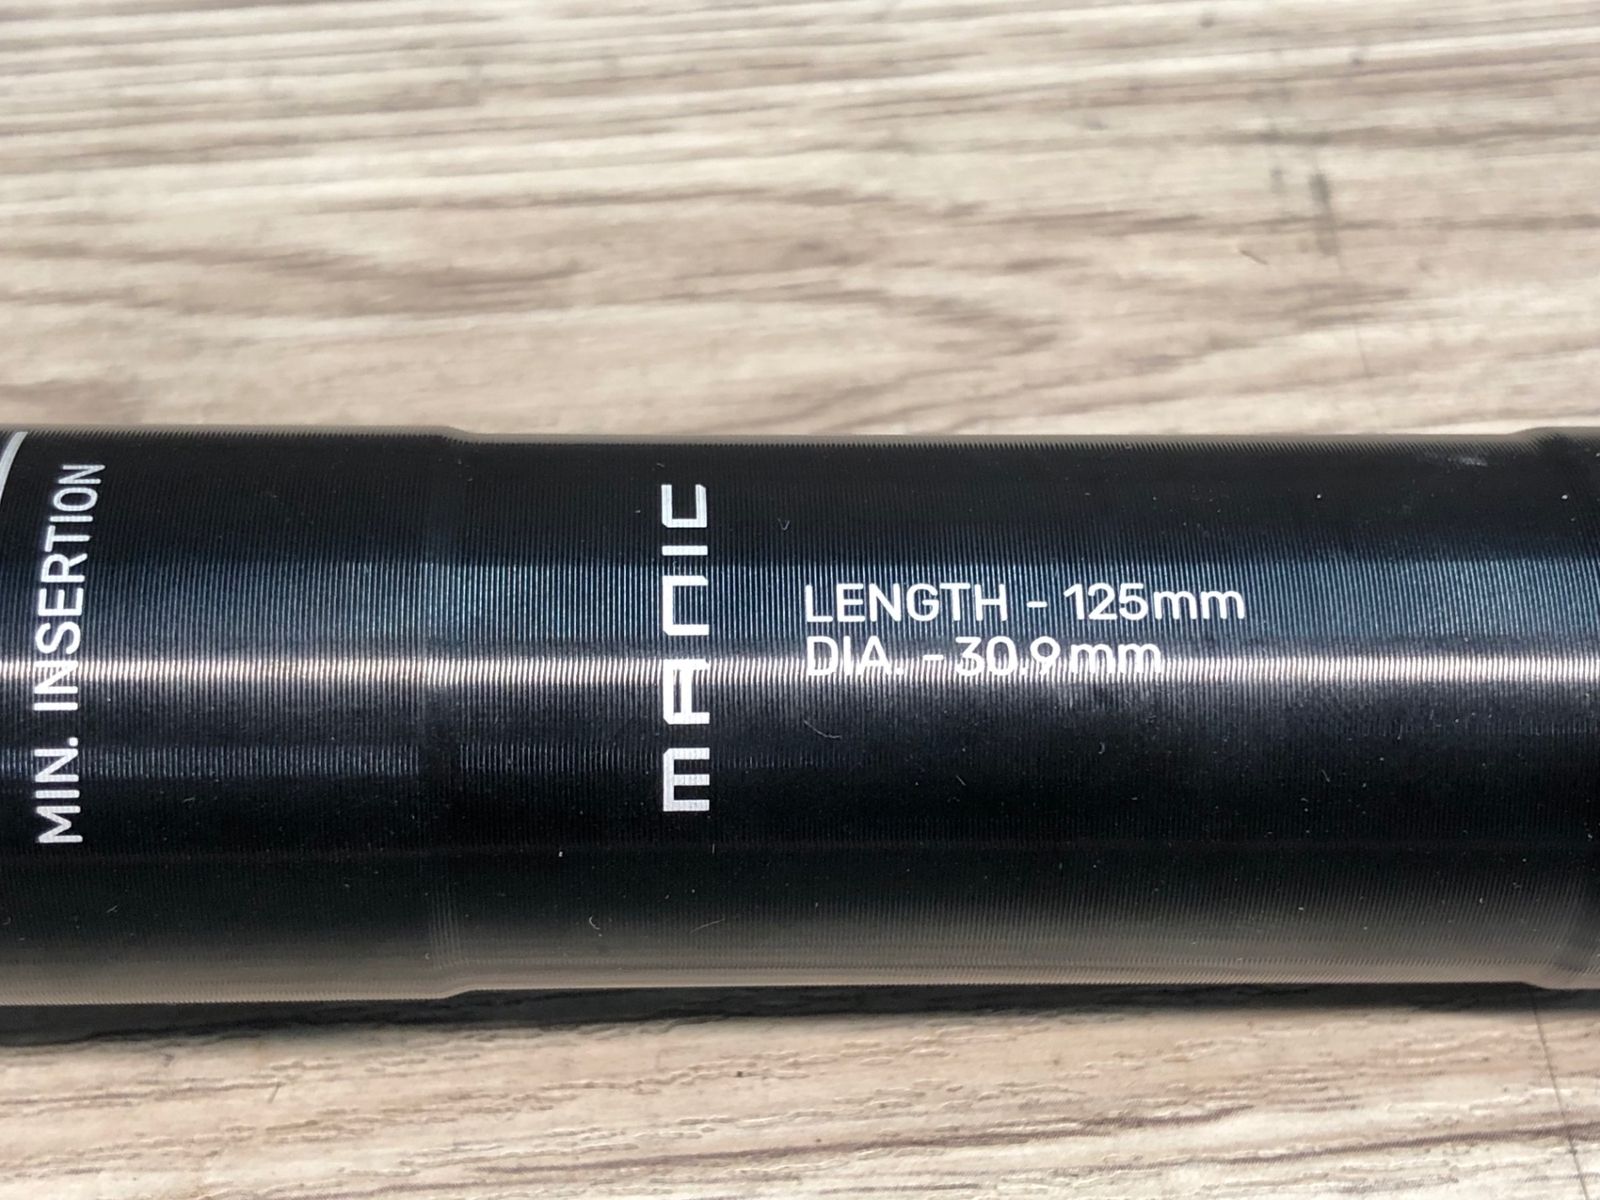 MIN. INSERTION
MANIC
LENGTH - 125mm
DIA. - 30.9mm